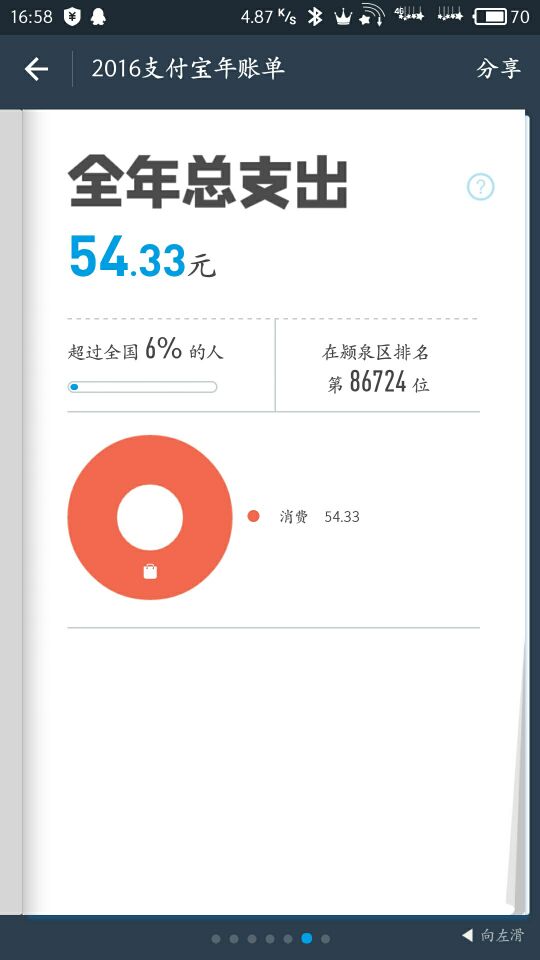 16:58 4.87 K/s 4G 70
2016支付宝年账单 分享
全年总支出
?
54.33元
超过全国 6% 的人
在颍泉区排名
第 86724 位
消费 54.33
向左滑